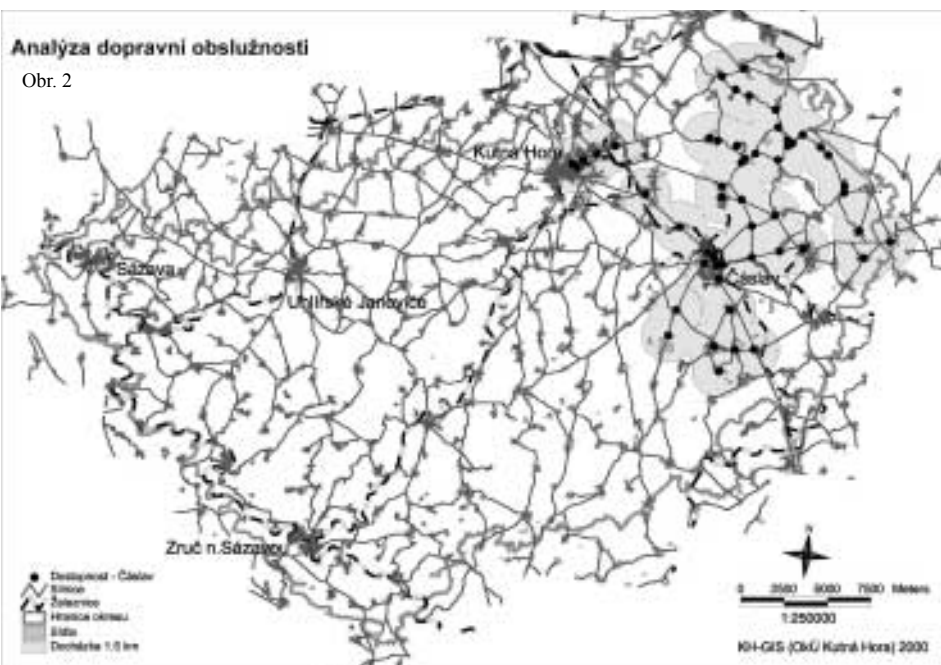 Analýza dopravní obslužnosti
Obr. 2
Kutná Hora
Sázava
Čáslav
Uhlířské Janovice
Zruč n.Sázavou
N
Dostupnost - Čáslav
Silnice
Železnice
Hranice okresu
Sídla
Docházka 1.5 km
0 2500 5000 7500 Meters
1:250000
KH-GIS (OkÚ Kutná Hora) 2000